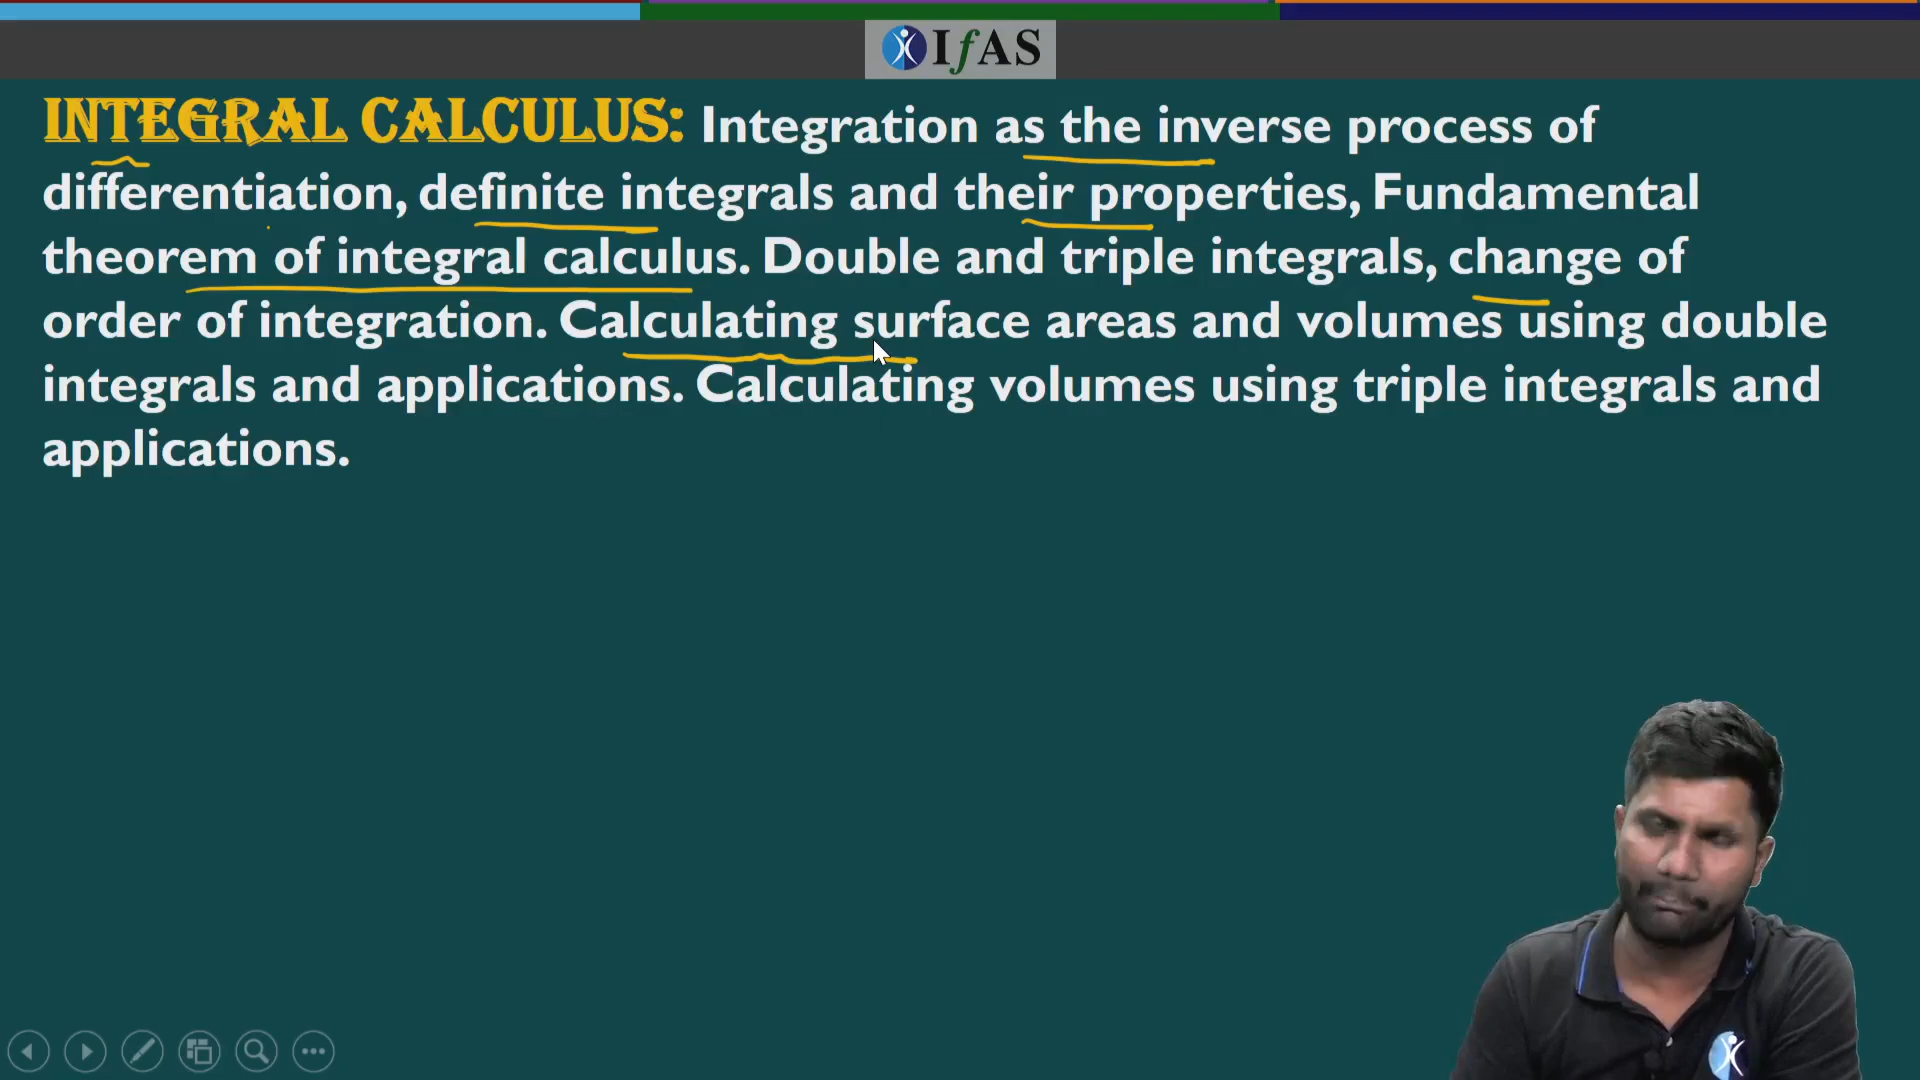 IfAS
INTEGRAL CALCULUS: Integration as the inverse process of
differentiation, definite integrals and their properties, Fundamental
theorem of integral calculus. Double and triple integrals, change of
order of integration. Calculating surface areas and volumes using double
integrals and applications. Calculating volumes using triple integrals and
applications.